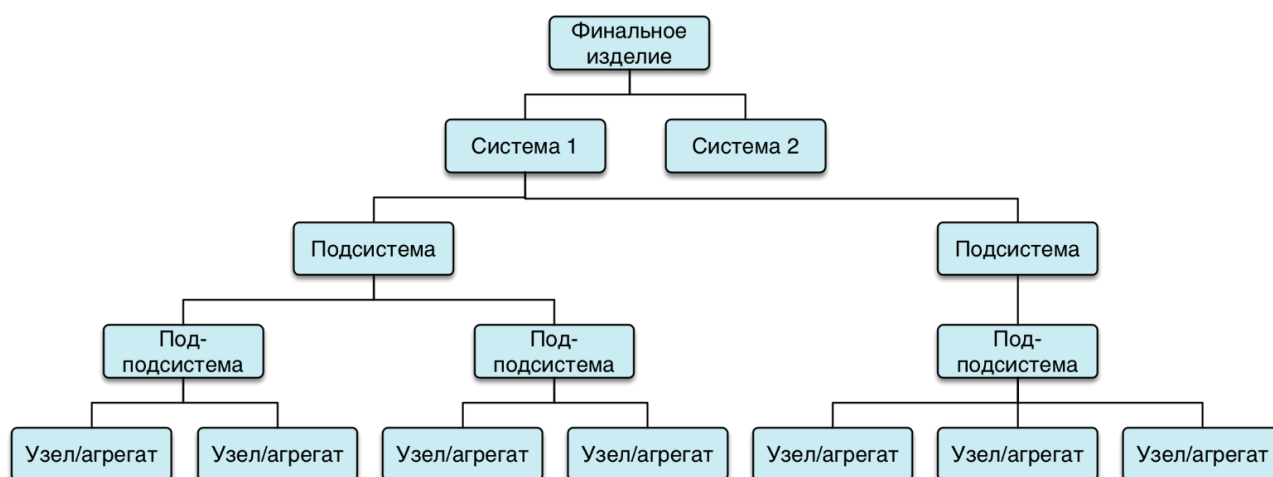 Финальное
изделие
Система 1
Система 2
Подсистема
Подсистема
Под-
подсистема
Под-
подсистема
Под-
подсистема
Узел/агрегат
Узел/агрегат
Узел/агрегат
Узел/агрегат
Узел/агрегат
Узел/агрегат
Узел/агрегат